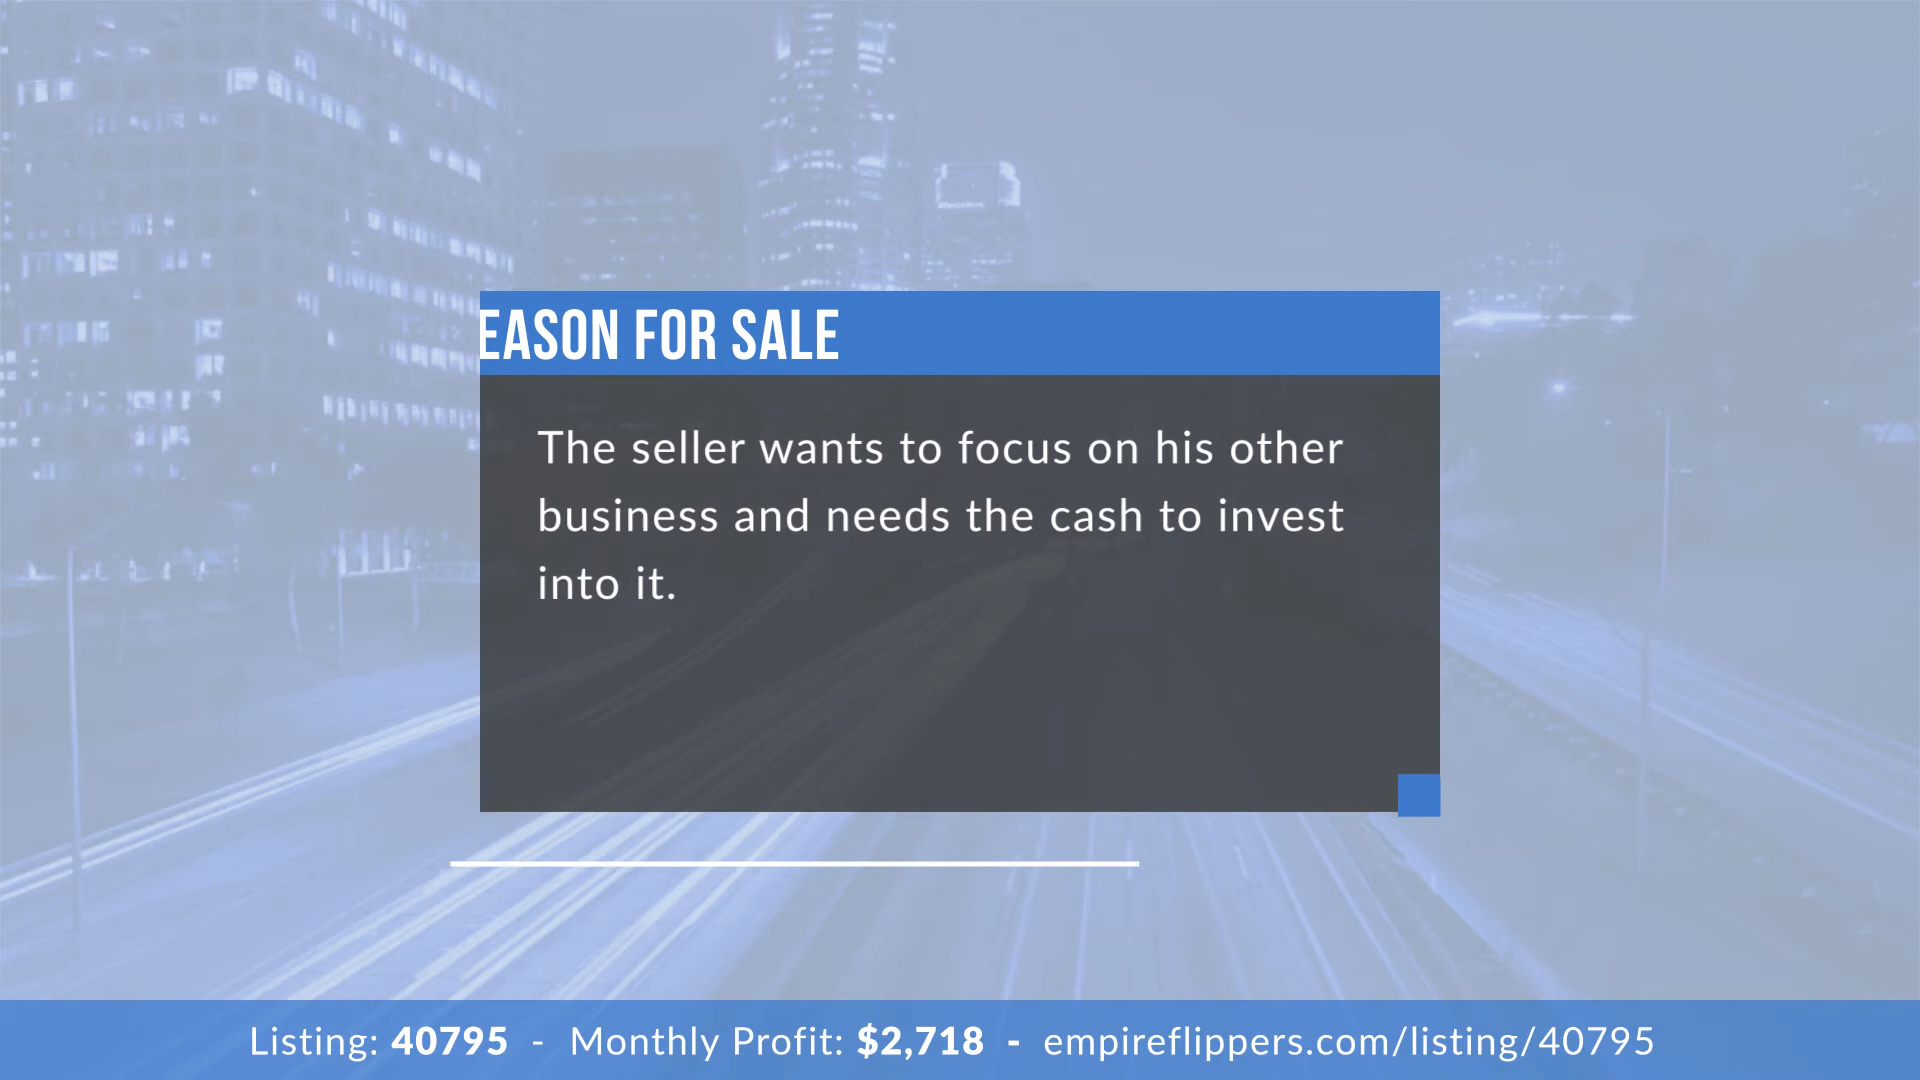 EASON FOR SALE
The seller wants to focus on his other
business and needs the cash to invest
into it.
Listing: 40795 - Monthly Profit: $2,718 - empireflippers.com/listing/40795